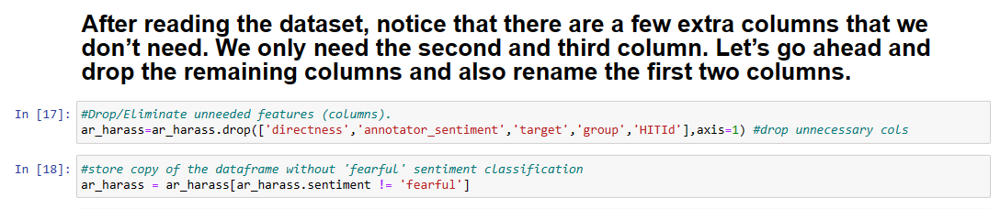 After reading the dataset, notice that there are a few extra columns that we
don’t need. We only need the second and third column. Let’s go ahead and
drop the remaining columns and also rename the first two columns.
In [17]: #Drop/Eliminate unneeded features (columns).
ar_harass=ar_harass.drop(['directness','annotator_sentiment','target','group','HITId'],axis=1) #drop unnecessary cols
In [18]: #store copy of the dataframe without 'fearful' sentiment classification
ar_harass = ar_harass[ar_harass.sentiment != 'fearful']